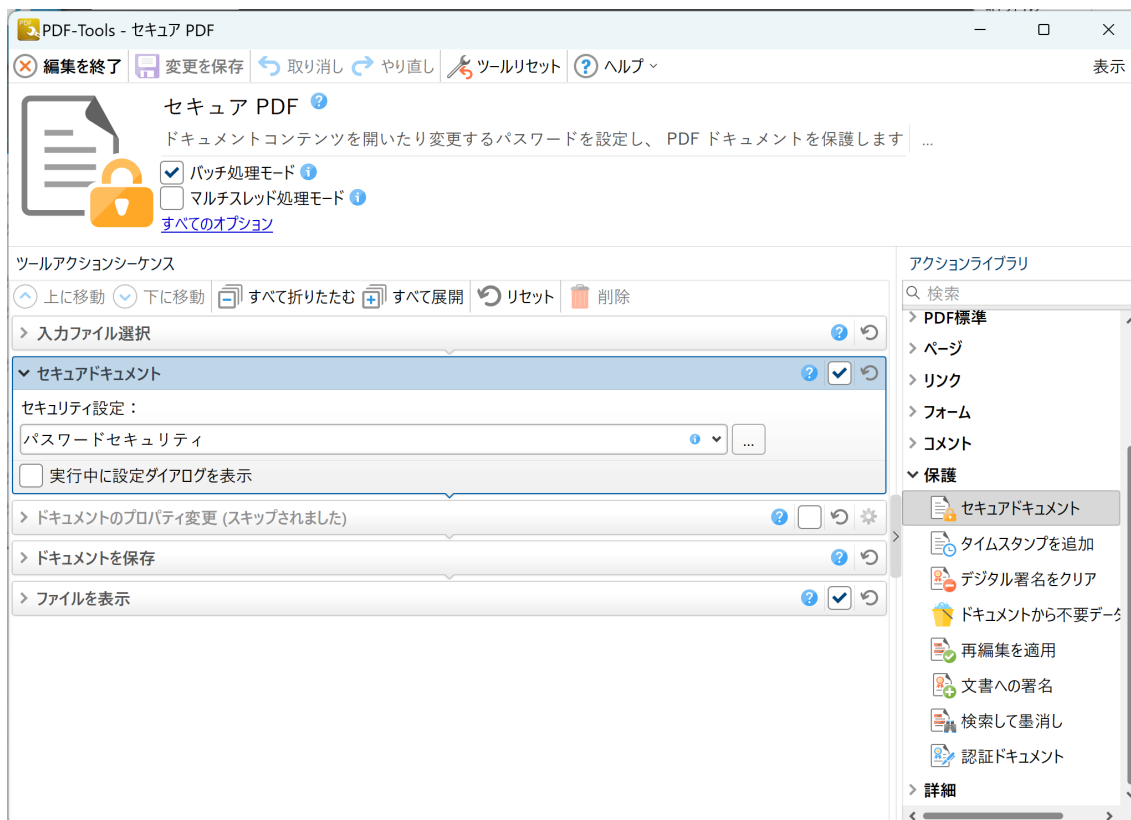 PDF-Tools - セキュア PDF
編集を終了 変更を保存 取り消し やり直し ツールリセット ヘルプ 表示
セキュア PDF
ドキュメントコンテンツを開いたり変更するパスワードを設定し、 PDF ドキュメントを保護します ...
バッチ処理モード
マルチスレッド処理モード
すべてのオプション
ツールアクションシーケンス
上に移動 下に移動 すべて折りたたむ すべて展開 リセット 削除
入力ファイル選択
セキュアドキュメント
セキュリティ設定：
パスワードセキュリティ ...
実行中に設定ダイアログを表示
ドキュメントのプロパティ変更 (スキップされました)
ドキュメントを保存
ファイルを表示
アクションライブラリ
検索
PDF標準
ページ
リンク
フォーム
コメント
保護
セキュアドキュメント
タイムスタンプを追加
デジタル署名をクリア
ドキュメントから不要データ
再編集を適用
文書への署名
検索して墨消し
認証ドキュメント
詳細